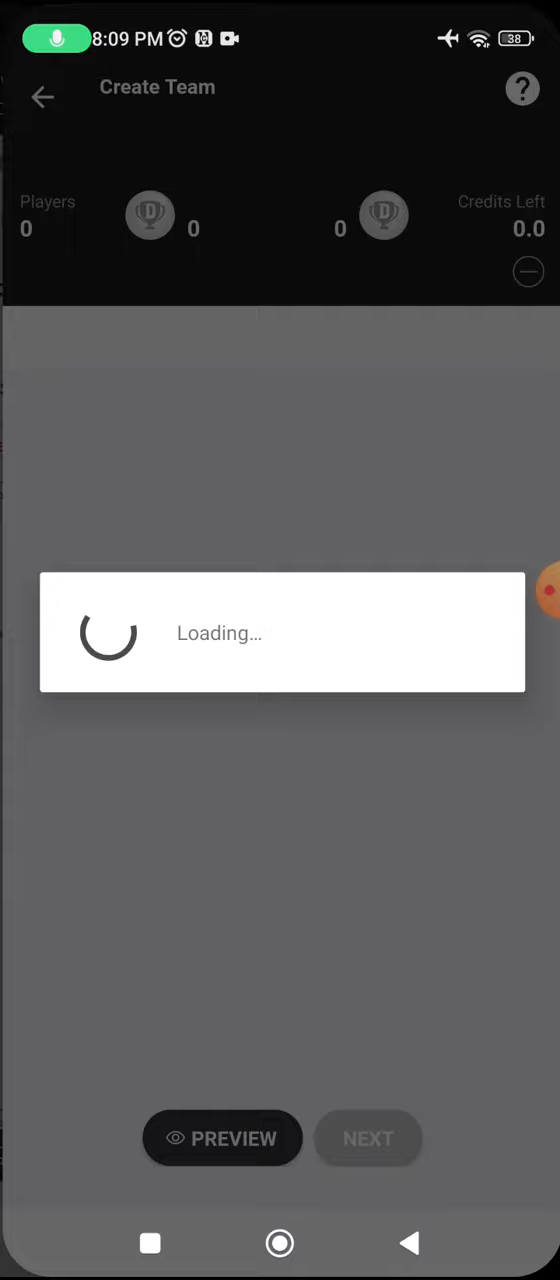 8:09 PM
38
Create Team
?
Players
Credits Left
0
D
0
0
D
0.0
Loading...
PREVIEW
NEXT